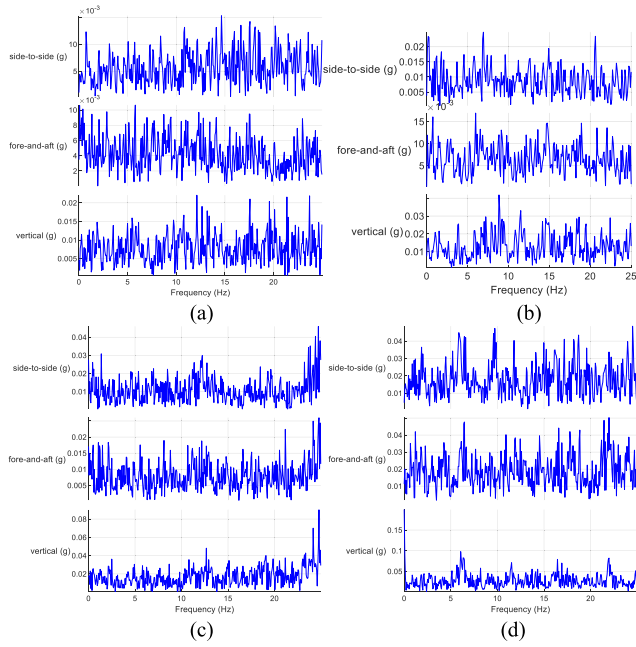 ×10⁻³
side-to-side (g)
10
5
×10⁻³
fore-and-aft (g)
10
8
6
4
2
vertical (g)
0.02
0.015
0.01
0.005
0 5 10 15 20
Frequency (Hz)
(a)
side-to-side (g)
0.02
0.015
0.01
0.005
×10⁻³
fore-and-aft (g)
15
10
5
vertical (g)
0.03
0.02
0.01
0 5 10 15 20 25
Frequency (Hz)
(b)
side-to-side (g)
0.04
0.03
0.02
0.01
fore-and-aft (g)
0.025
0.02
0.015
0.01
0.005
vertical (g)
0.08
0.06
0.04
0.02
0 5 10 15 20
Frequency (Hz)
(c)
side-to-side (g)
0.04
0.03
0.02
0.01
fore-and-aft (g)
0.04
0.03
0.02
0.01
vertical (g)
0.15
0.1
0.05
0 5 10 15 20
Frequency (Hz)
(d)